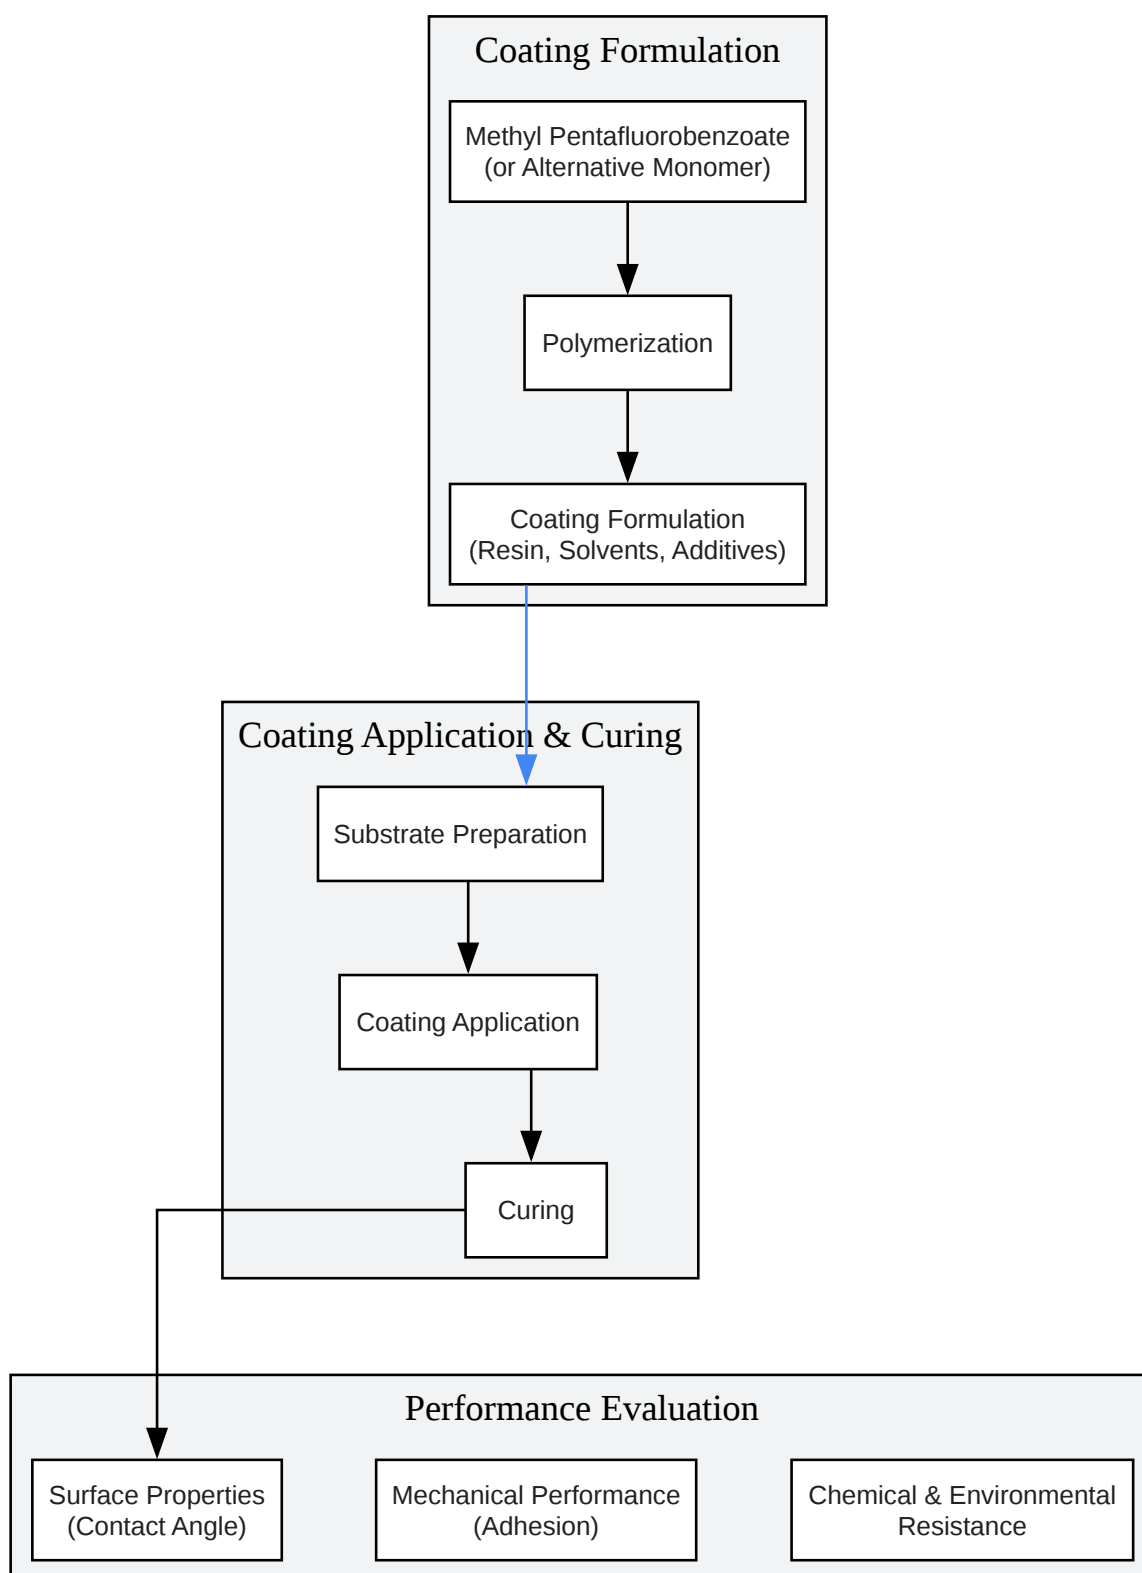 Coating Formulation
Methyl Pentafluorobenzoate
(or Alternative Monomer)
Polymerization
Coating Formulation
(Resin, Solvents, Additives)
Coating Application & Curing
Substrate Preparation
Coating Application
Curing
Performance Evaluation
Surface Properties
(Contact Angle)
Mechanical Performance
(Adhesion)
Chemical & Environmental
Resistance